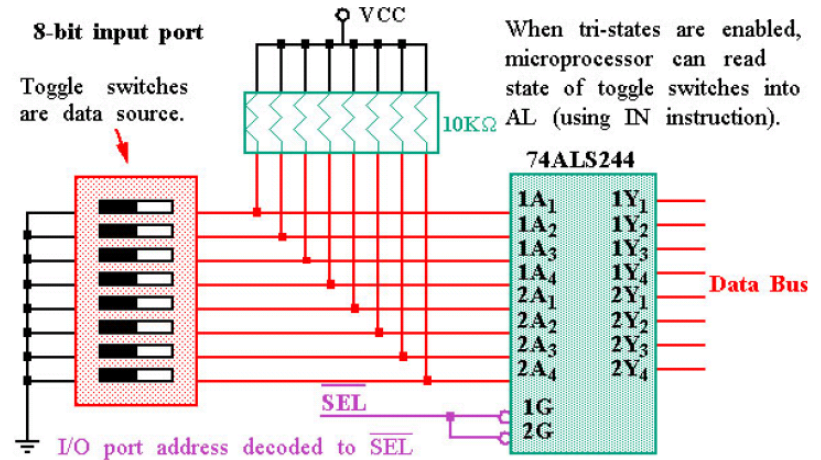 VCC
8-bit input port
Toggle switches
are data source.
When tri-states are enabled,
microprocessor can read
state of toggle switches into
AL (using IN instruction).
10KΩ
74ALS244
1A1 1Y1
1A2 1Y2
1A3 1Y3
1A4 1Y4
2A1 2Y1
2A2 2Y2
2A3 2Y3
2A4 2Y4
Data Bus
SEL
1G
2G
I/O port address decoded to SEL